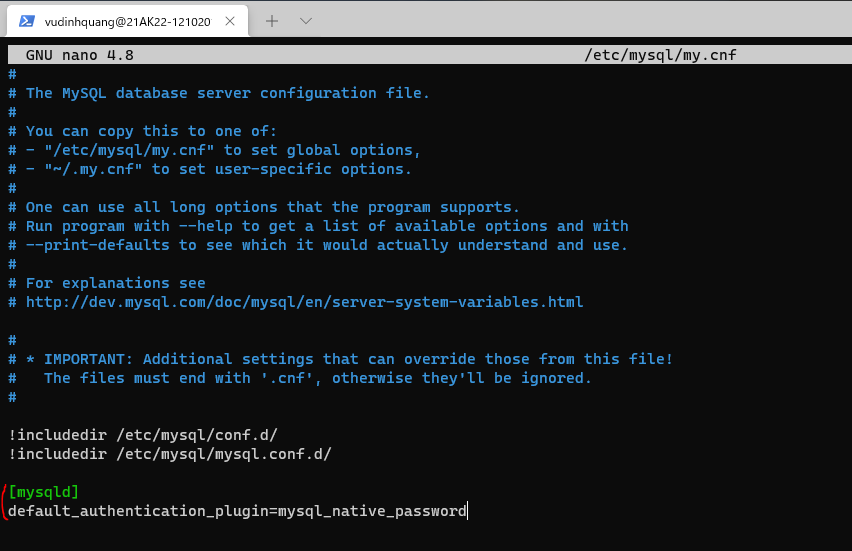 vudinhquang@21AK22-121020
GNU nano 4.8 /etc/mysql/my.cnf
#
# The MySQL database server configuration file.
#
# You can copy this to one of:
# - "/etc/mysql/my.cnf" to set global options,
# - "~/.my.cnf" to set user-specific options.
#
# One can use all long options that the program supports.
# Run program with --help to get a list of available options and with
# --print-defaults to see which it would actually understand and use.
#
# For explanations see
# http://dev.mysql.com/doc/mysql/en/server-system-variables.html
#
# * IMPORTANT: Additional settings that can override those from this file!
#   The files must end with '.cnf', otherwise they'll be ignored.
#
!includedir /etc/mysql/conf.d/
!includedir /etc/mysql/mysql.conf.d/
[mysqld]
default_authentication_plugin=mysql_native_password